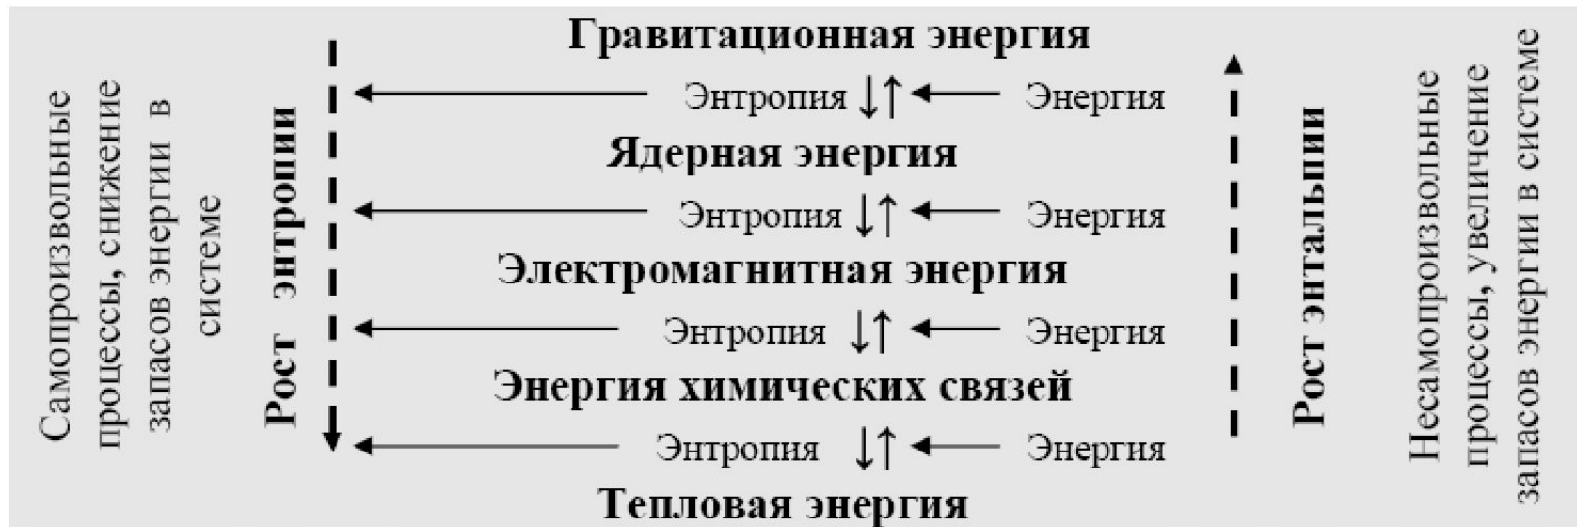 Самопроизвольные
процессы, снижение
запасов энергии в
системе
Рост энтропии
Гравитационная энергия
Энтропия ↓↑ Энергия
Ядерная энергия
Энтропия ↓↑ Энергия
Электромагнитная энергия
Энтропия ↓↑ Энергия
Энергия химических связей
Энтропия ↓↑ Энергия
Тепловая энергия
Рост энтальпии
Несамопроизвольные
процессы, увеличение
запасов энергии в системе